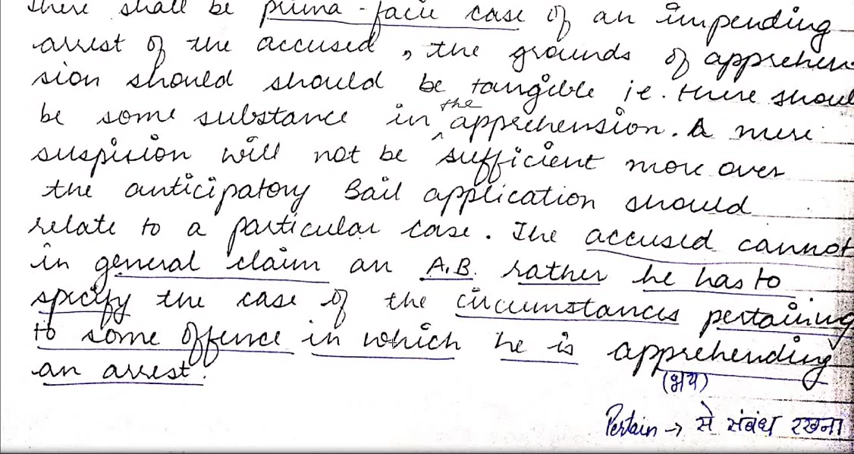 there shall be prima-facie case of an impending
arrest of the accused, the grounds of apprehen
sion should should be tangible ie. there shoul
be some substance in the apprehension. A mere
suspision will not be sufficient more over
the anticipatory Bail application should
relate to a particular case. The accused cannot
in general claim an A.B. rather he has to
specify the case of the circumstances pertaining
to some offence in which he is apprehending
an arrest.
(भय)
Pertain → से संबंध रखना